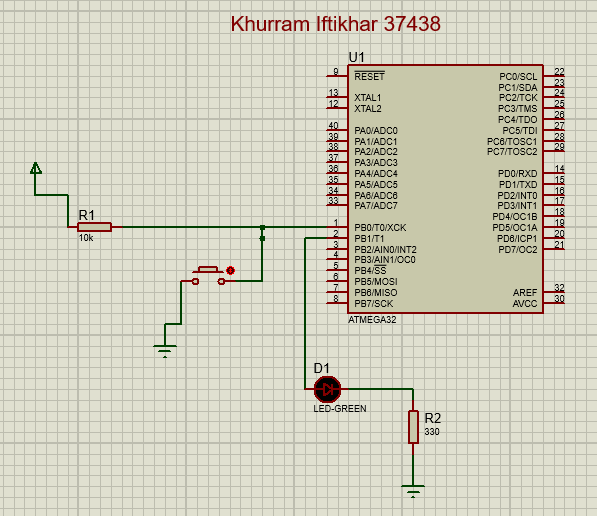 Khurram Iftikhar 37438
U1
9 RESET PC0/SCL 22
PC1/SDA 23
13 XTAL1 PC2/TCK 24
12 XTAL2 PC3/TMS 25
PC4/TDO 26
40 PA0/ADC0 PC5/TDI 27
39 PA1/ADC1 PC6/TOSC1 28
38 PA2/ADC2 PC7/TOSC2 29
37 PA3/ADC3
36 PA4/ADC4 PD0/RXD 14
35 PA5/ADC5 PD1/TXD 15
34 PA6/ADC6 PD2/INT0 16
33 PA7/ADC7 PD3/INT1 17
PD4/OC1B 18
1 PB0/T0/XCK PD5/OC1A 19
2 PB1/T1 PD6/ICP1 20
3 PB2/AIN0/INT2 PD7/OC2 21
4 PB3/AIN1/OC0
5 PB4/SS
6 PB5/MOSI
7 PB6/MISO AREF 32
8 PB7/SCK AVCC 30
ATMEGA32
R1
10k
D1
LED-GREEN
R2
330